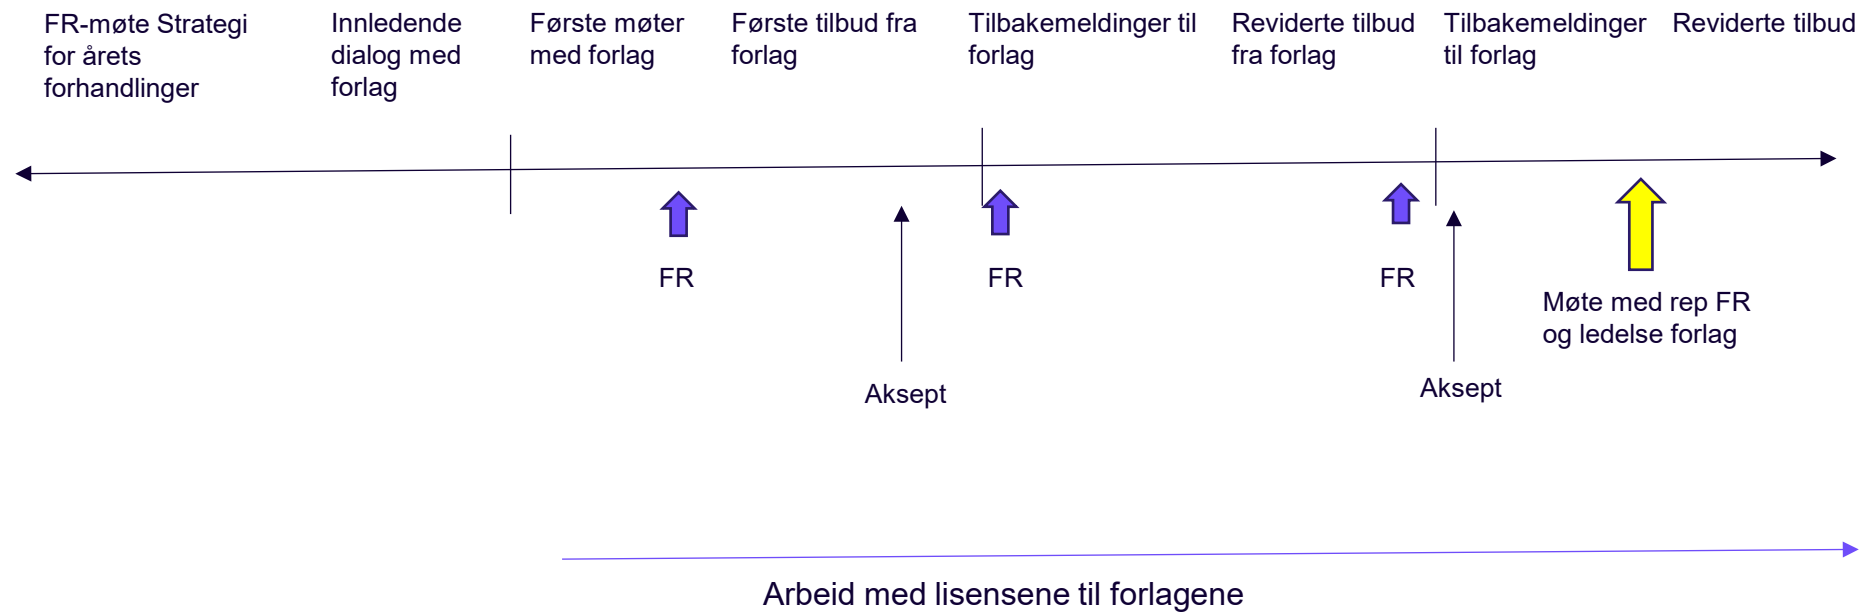 FR-møte Strategi
for årets
forhandlinger
Innledende
dialog med
forlag
Første møter
med forlag
Første tilbud fra
forlag
Tilbakemeldinger til
forlag
Reviderte tilbud
fra forlag
Tilbakemeldinger
til forlag
Reviderte tilbud
FR
FR
FR
Møte med rep FR
og ledelse forlag
Aksept
Aksept
Arbeid med lisensene til forlagene